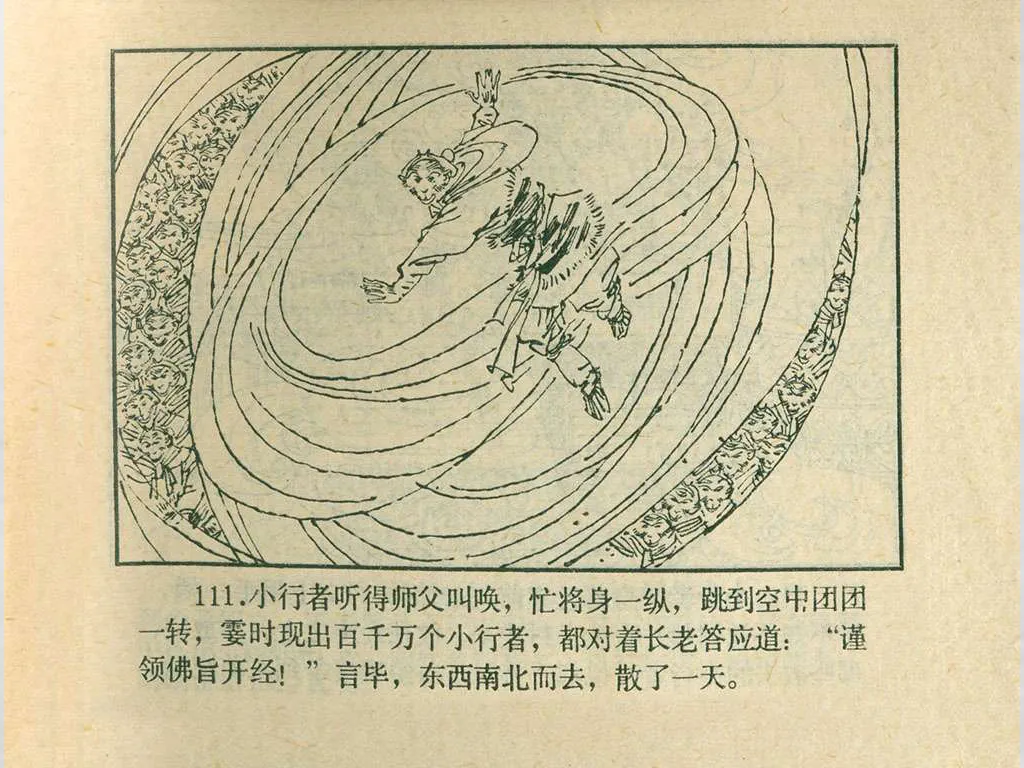 111.小行者听得师父叫唤，忙将身一纵，跳到空中团团
一转，霎时现出百千万个小行者，都对着长老答应道：“谨
领佛旨开经！”言毕，东西南北而去，散了一天。